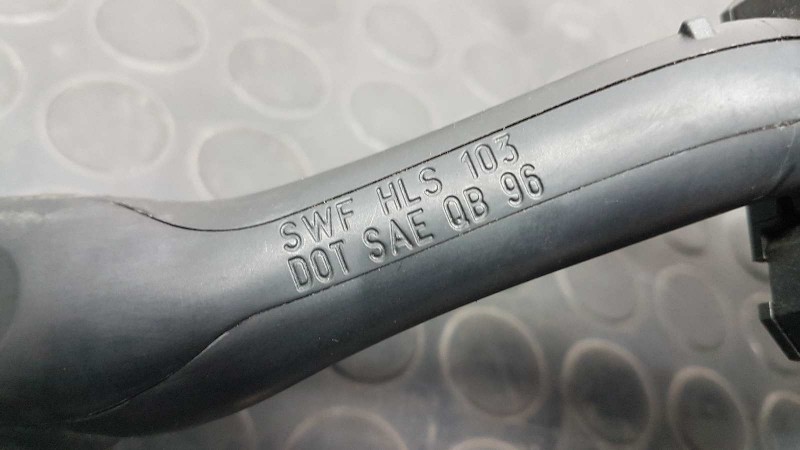 SWF HLS 103
DOT SAE QB 96